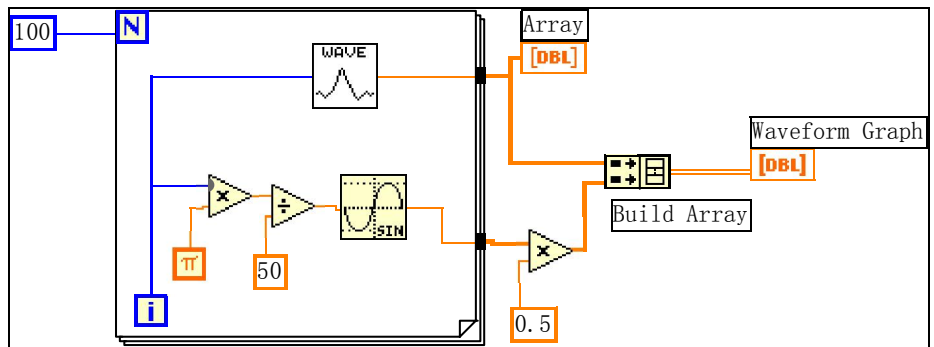 100
N
WAVE
Array
[DBL]
Waveform Graph
[DBL]
Build Array
x
÷
SIN
π
50
i
x
0.5